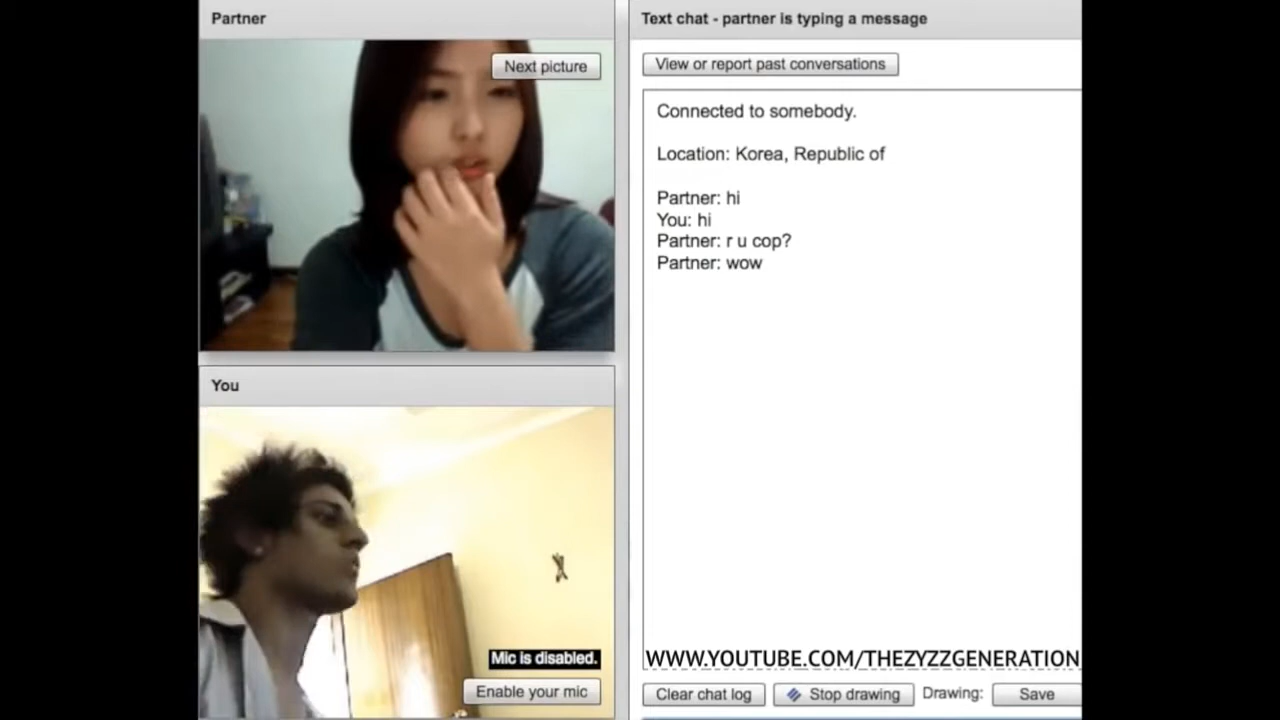 Partner
Next picture
You
Mic is disabled.
Enable your mic
Text chat - partner is typing a message
View or report past conversations
Connected to somebody.
Location: Korea, Republic of
Partner: hi
You: hi
Partner: r u cop?
Partner: wow
WWW.YOUTUBE.COM/THEZYZZGENERATION
Clear chat log
Stop drawing
Drawing:
Save